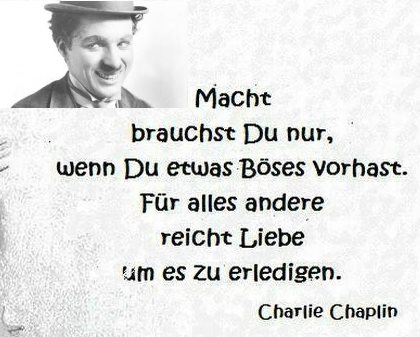 Macht
brauchst Du nur,
wenn Du etwas Böses vorhast.
Für alles andere
reicht Liebe
um es zu erledigen.
Charlie Chaplin